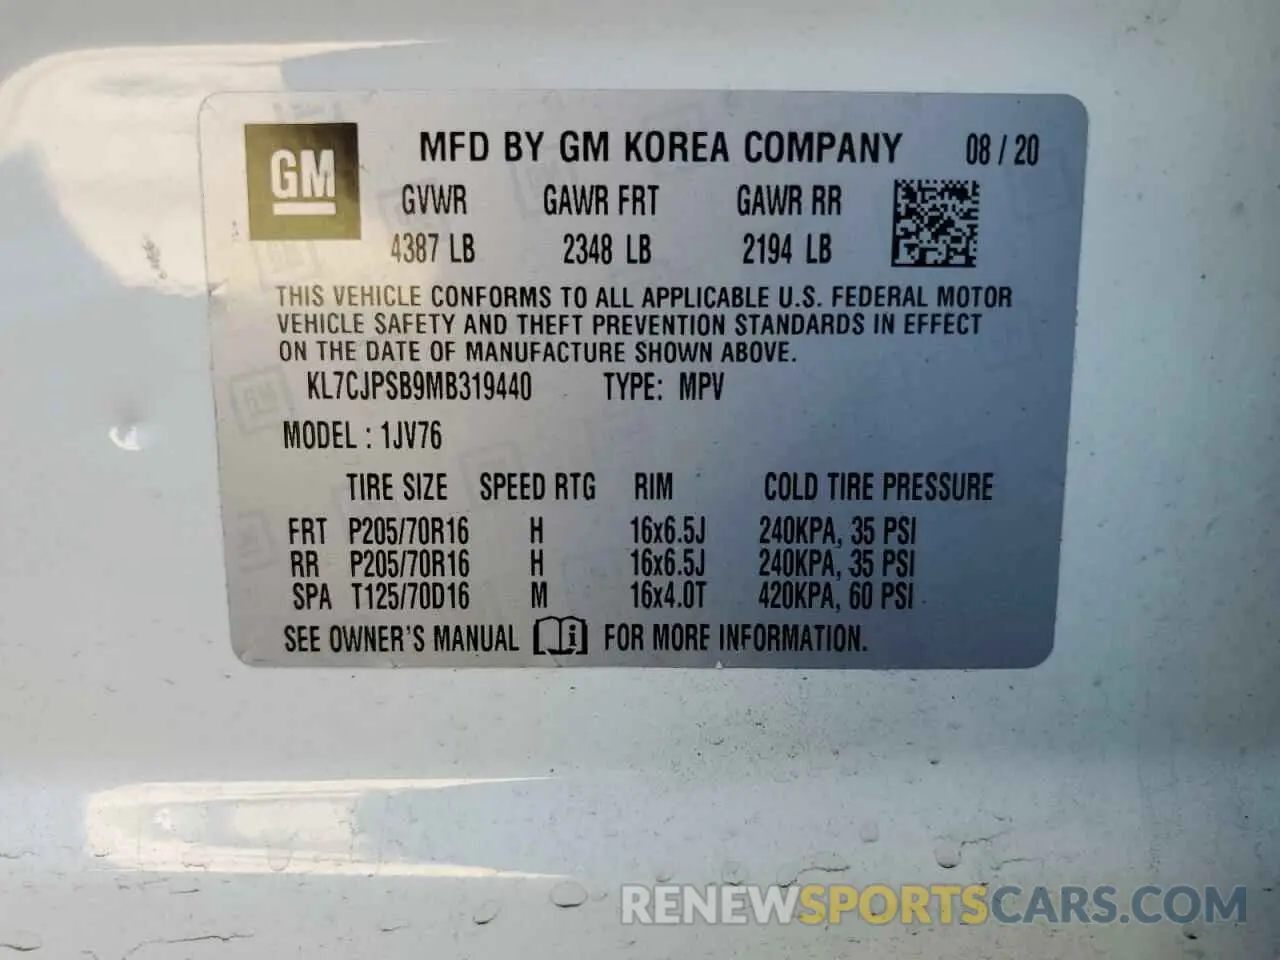 GM
MFD BY GM KOREA COMPANY 08 / 20
GVWR GAWR FRT GAWR RR
4387 LB 2348 LB 2194 LB
THIS VEHICLE CONFORMS TO ALL APPLICABLE U.S. FEDERAL MOTOR
VEHICLE SAFETY AND THEFT PREVENTION STANDARDS IN EFFECT
ON THE DATE OF MANUFACTURE SHOWN ABOVE.
KL7CJPSB9MB319440 TYPE: MPV
MODEL : 1JV76
TIRE SIZE SPEED RTG RIM COLD TIRE PRESSURE
FRT P205/70R16 H 16x6.5J 240KPA, 35 PSI
RR P205/70R16 H 16x6.5J 240KPA, 35 PSI
SPA T125/70D16 M 16x4.0T 420KPA, 60 PSI
SEE OWNER'S MANUAL i FOR MORE INFORMATION.
RENEWSPORTSCARS.COM